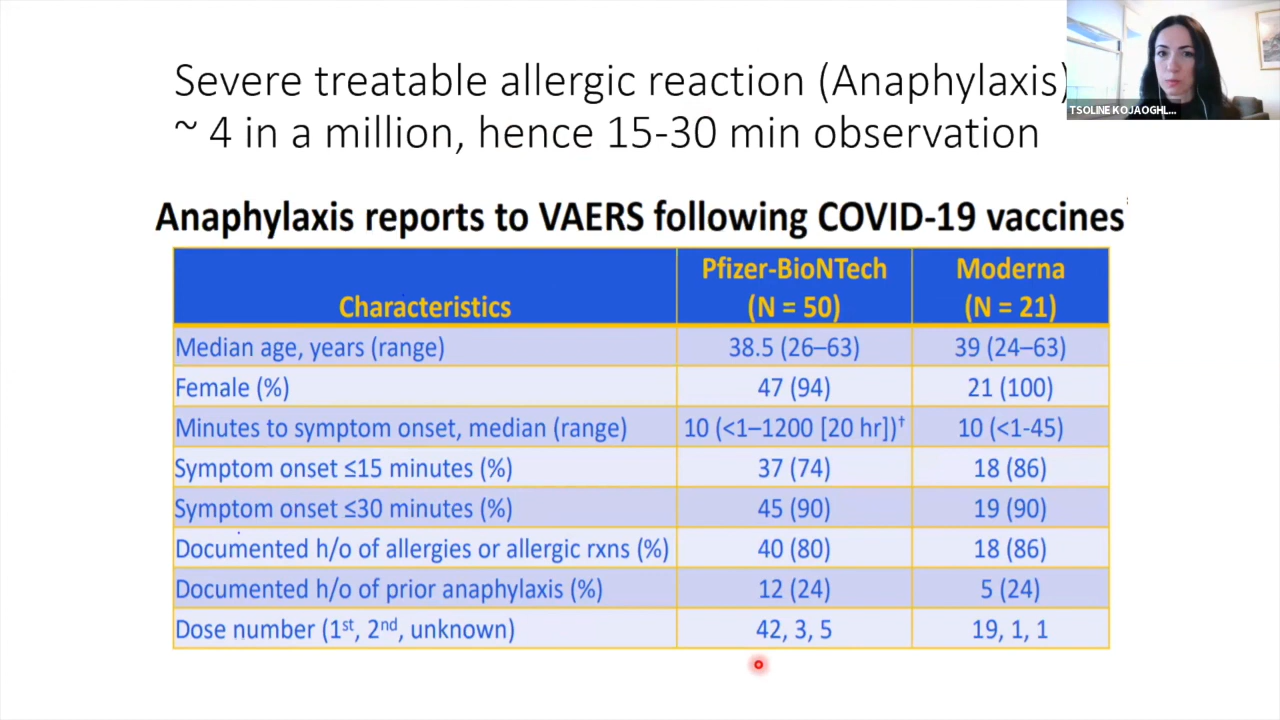 Severe treatable allergic reaction (Anaphylaxis)
~ 4 in a million, hence 15-30 min observation
TSOLINE KOJAOGHL...
Anaphylaxis reports to VAERS following COVID-19 vaccines
Characteristics Pfizer-BioNTech (N = 50) Moderna (N = 21)
Median age, years (range) 38.5 (26–63) 39 (24–63)
Female (%) 47 (94) 21 (100)
Minutes to symptom onset, median (range) 10 (<1–1200 [20 hr])† 10 (<1-45)
Symptom onset ≤15 minutes (%) 37 (74) 18 (86)
Symptom onset ≤30 minutes (%) 45 (90) 19 (90)
Documented h/o of allergies or allergic rxns (%) 40 (80) 18 (86)
Documented h/o of prior anaphylaxis (%) 12 (24) 5 (24)
Dose number (1st, 2nd, unknown) 42, 3, 5 19, 1, 1